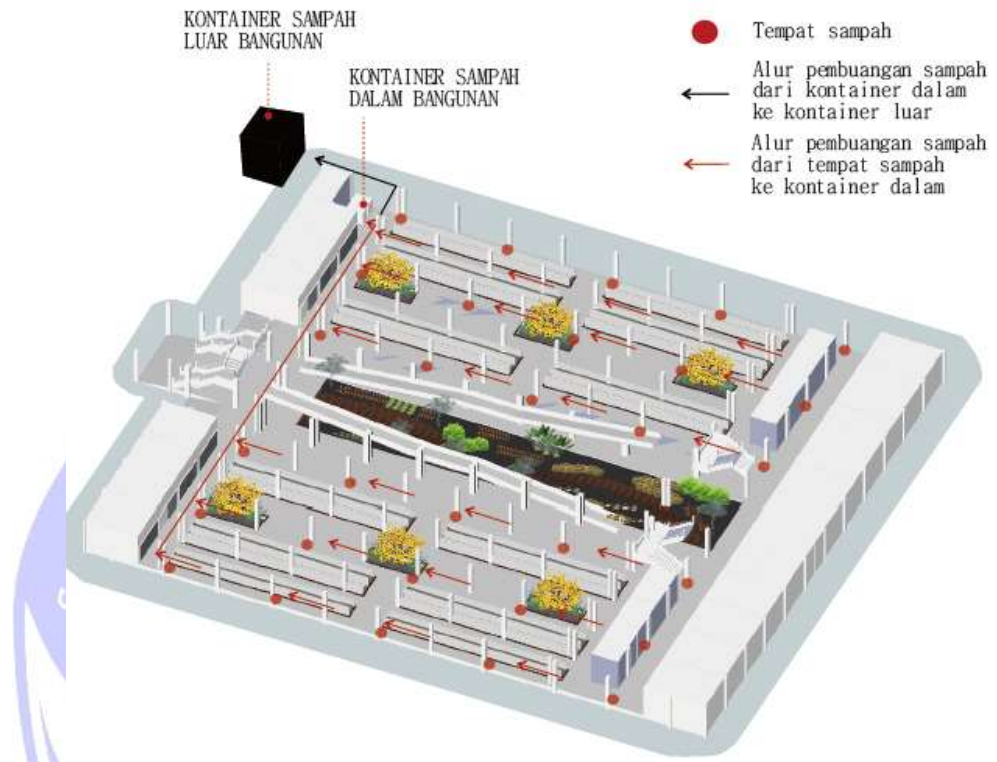 KONTAINER SAMPAH
LUAR BANGUNAN
KONTAINER SAMPAH
DALAM BANGUNAN
Tempat sampah
Alur pembuangan sampah
dari kontainer dalam
ke kontainer luar
Alur pembuangan sampah
dari tempat sampah
ke kontainer dalam